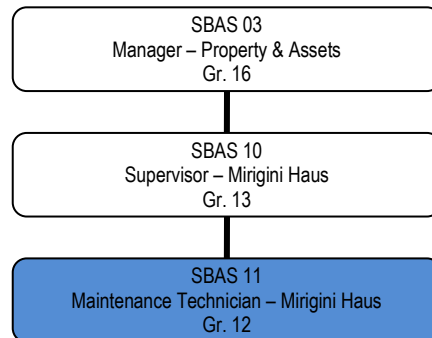 SBAS 03
Manager – Property & Assets
Gr. 16
SBAS 10
Supervisor – Mirigini Haus
Gr. 13
SBAS 11
Maintenance Technician – Mirigini Haus
Gr. 12